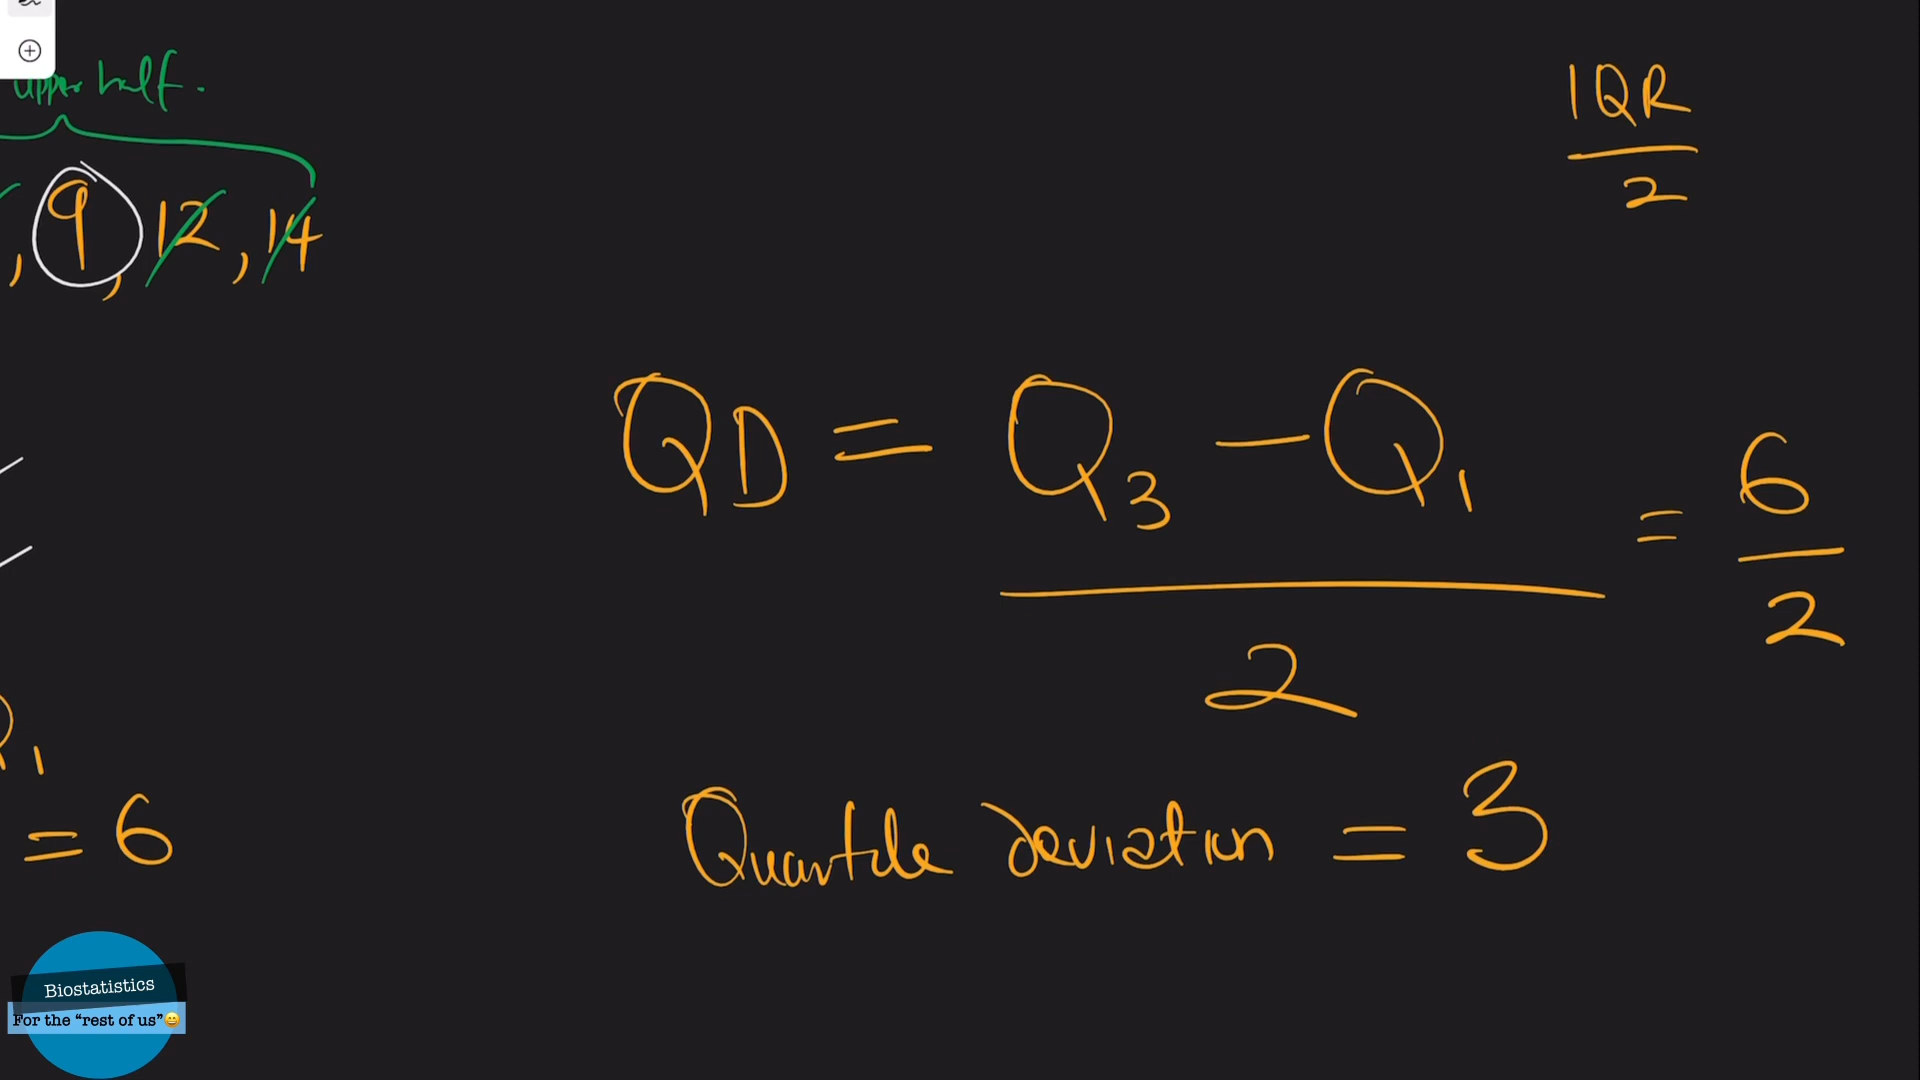 upper half.
IQR
2
, 9, 12, 14
QD = Q3 - Q1
2
= 6
2
1
= 6
Quartile Deviation = 3
Biostatistics
For the “rest of us”😄